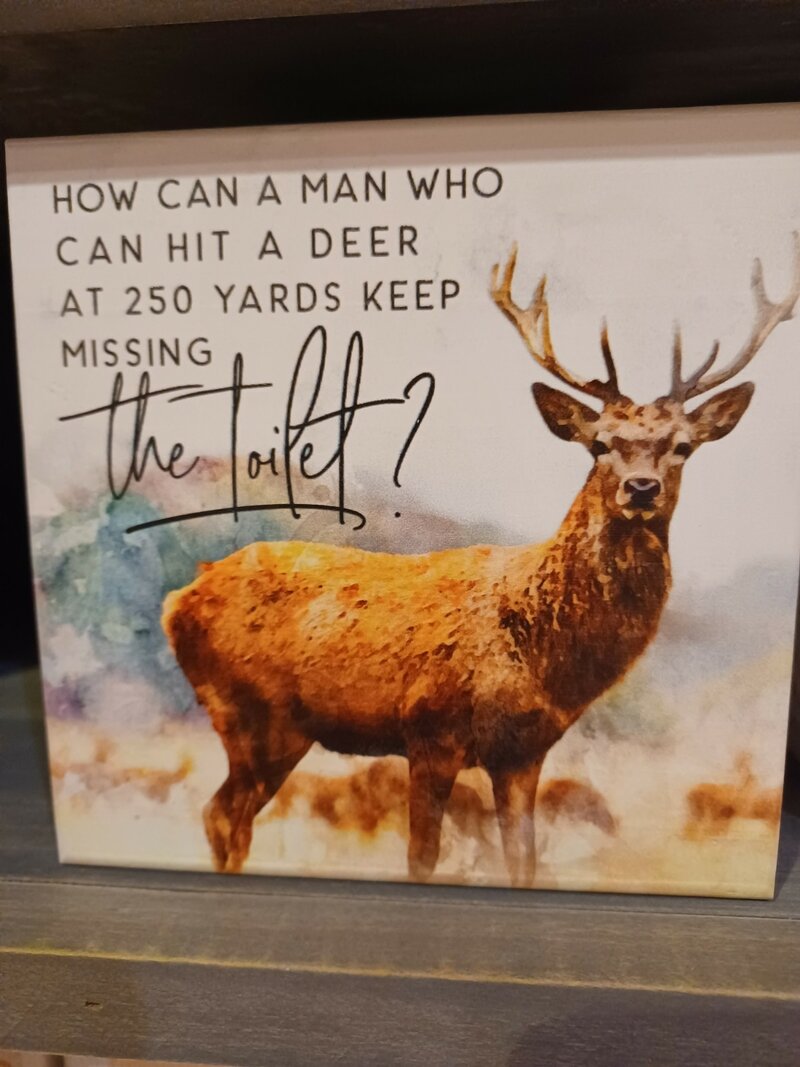 HOW CAN A MAN WHO
CAN HIT A DEER
AT 250 YARDS KEEP
MISSING
the Toilet?